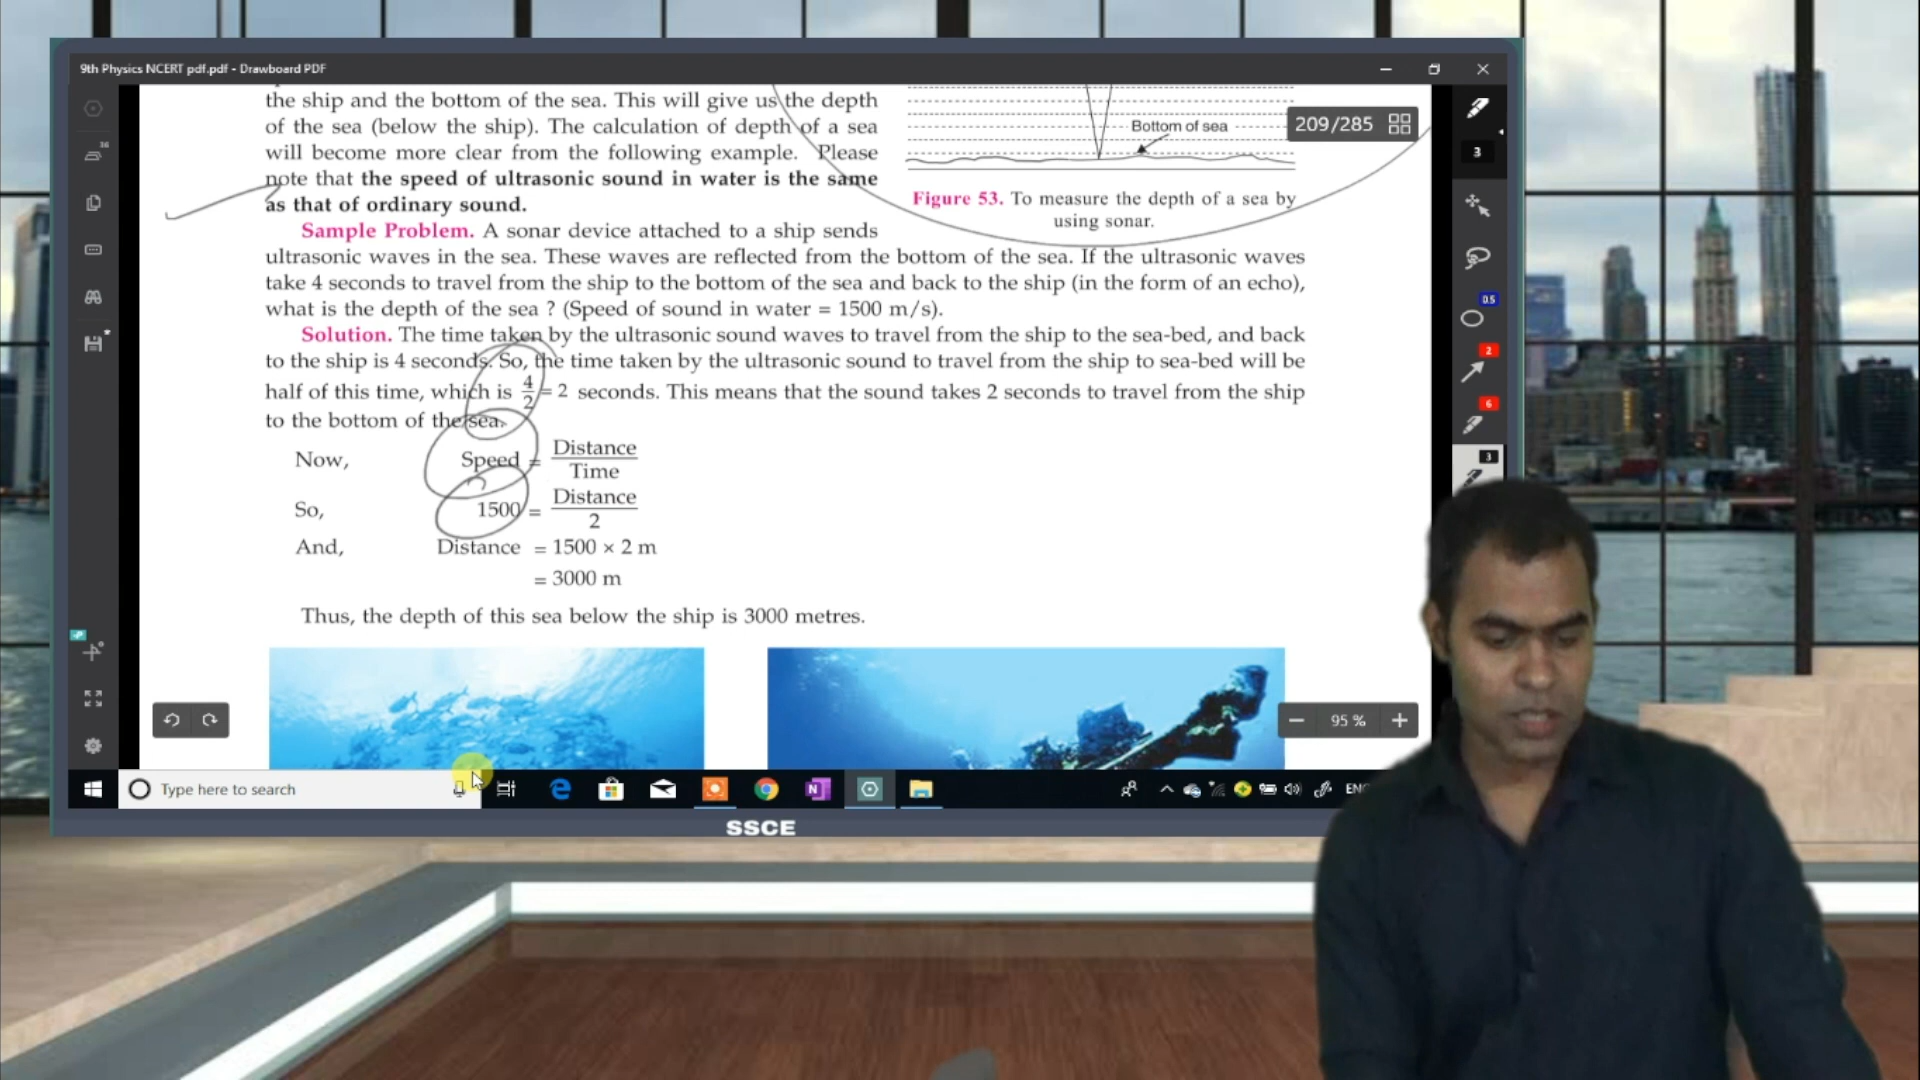 9th Physics NCERT pdf.pdf - Drawboard PDF
the ship and the bottom of the sea. This will give us the depth
of the sea (below the ship). The calculation of depth of a sea
will become more clear from the following example. Please
note that the speed of ultrasonic sound in water is the same
as that of ordinary sound.
Bottom of sea
209/285
Figure 53. To measure the depth of a sea by
using sonar.
Sample Problem. A sonar device attached to a ship sends
ultrasonic waves in the sea. These waves are reflected from the bottom of the sea. If the ultrasonic waves
take 4 seconds to travel from the ship to the bottom of the sea and back to the ship (in the form of an echo),
what is the depth of the sea ? (Speed of sound in water = 1500 m/s).
Solution. The time taken by the ultrasonic sound waves to travel from the ship to the sea-bed, and back
to the ship is 4 seconds. So, the time taken by the ultrasonic sound to travel from the ship to sea-bed will be
half of this time, which is 4/2 = 2 seconds. This means that the sound takes 2 seconds to travel from the ship
to the bottom of the sea.
Now, Speed = Distance/Time
So, 1500 = Distance/2
And, Distance = 1500 × 2 m
= 3000 m
Thus, the depth of this sea below the ship is 3000 metres.
3
0.5
2
6
3
95 %
Type here to search
ENG
SSCE